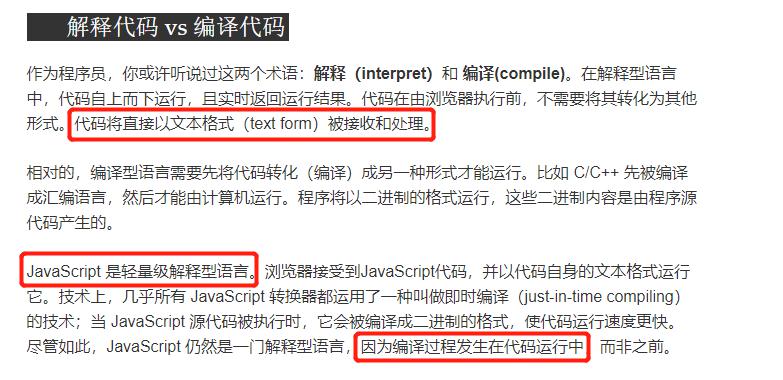 解释代码 vs 编译代码
作为程序员，你或许听说过这两个术语：解释（interpret）和 编译(compile)。在解释型语言
中，代码自上而下运行，且实时返回运行结果。代码在由浏览器执行前，不需要将其转化为其他
形式。代码将直接以文本格式（text form）被接收和处理。
相对的，编译型语言需要先将代码转化（编译）成另一种形式才能运行。比如 C/C++ 先被编译
成汇编语言，然后才能由计算机运行。程序将以二进制的格式运行，这些二进制内容是由程序源
代码产生的。
JavaScript 是轻量级解释型语言。浏览器接受到JavaScript代码，并以代码自身的文本格式运行
它。技术上，几乎所有 JavaScript 转换器都运用了一种叫做即时编译（just-in-time compiling）
的技术；当 JavaScript 源代码被执行时，它会被编译成二进制的格式，使代码运行速度更快。
尽管如此，JavaScript 仍然是一门解释型语言，因为编译过程发生在代码运行中，而非之前。